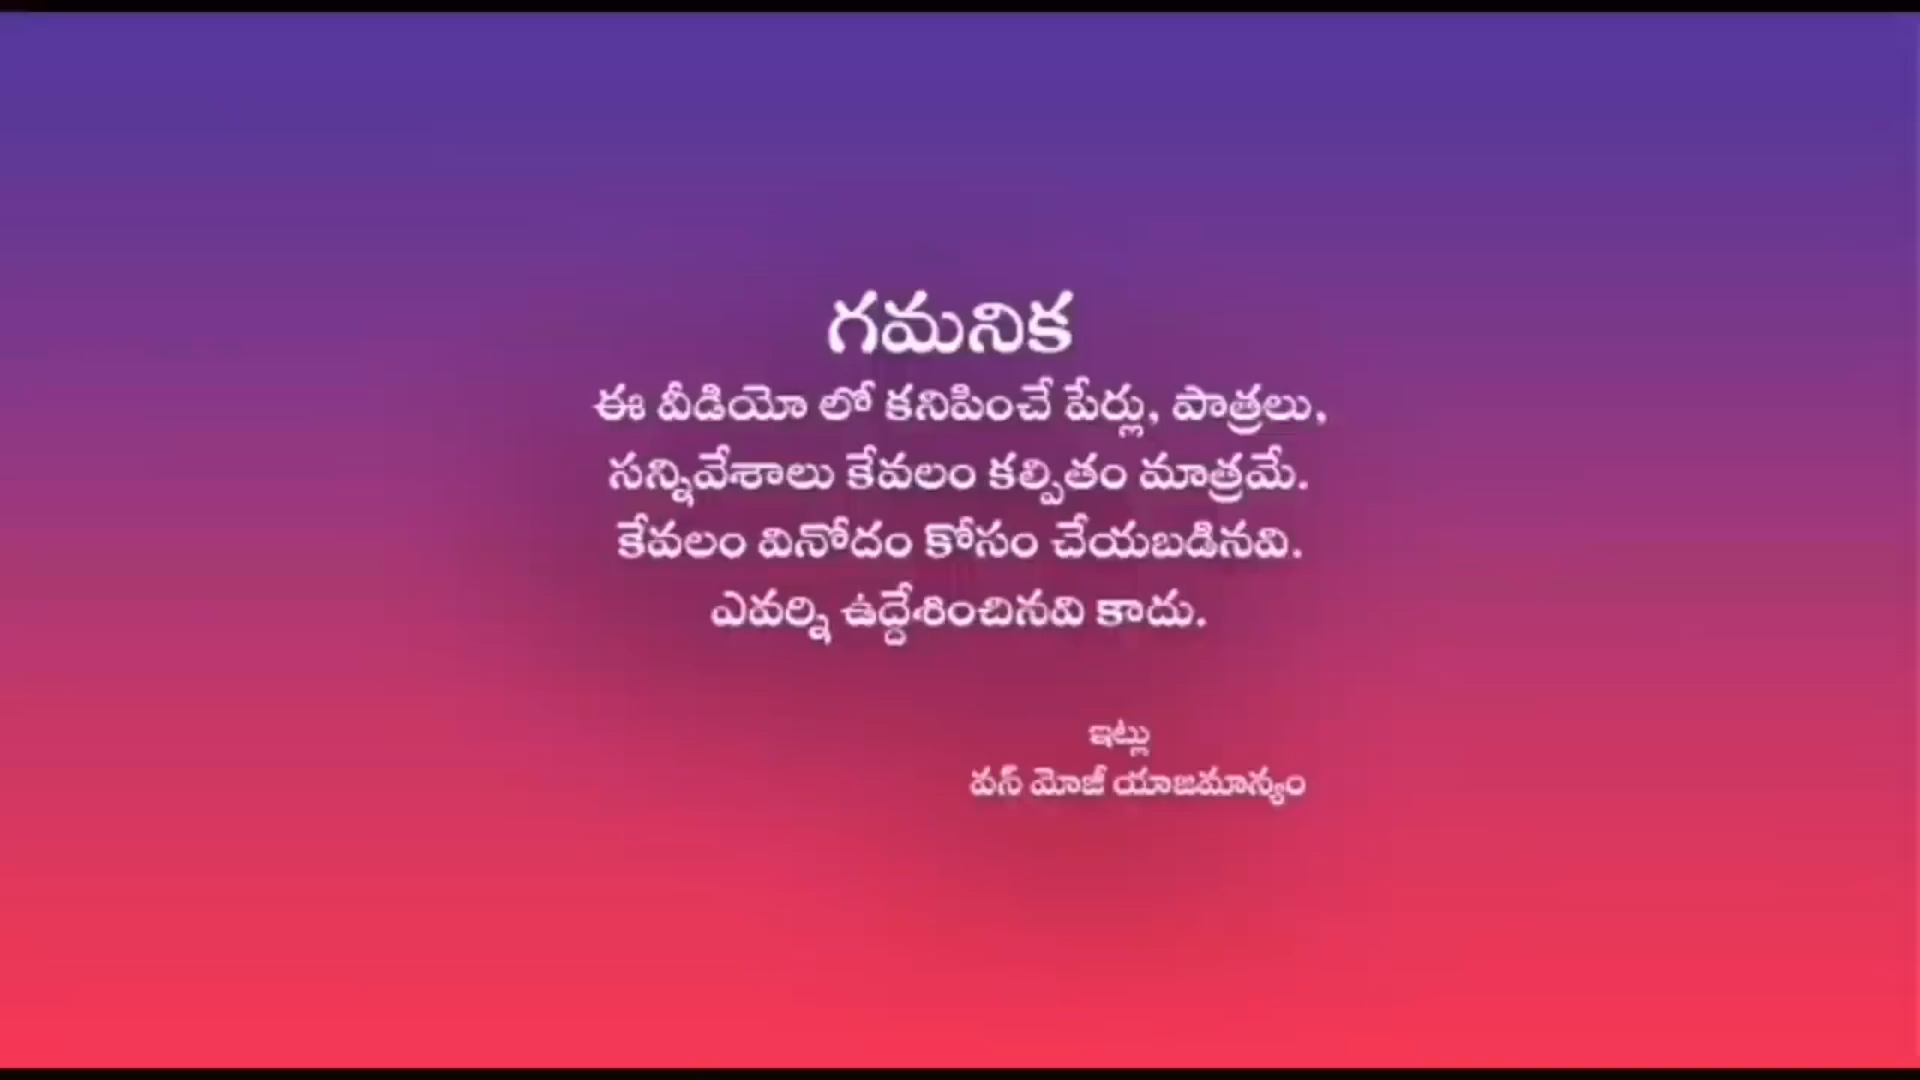 గమనిక
ఈ వీడియో లో కనిపించే పేర్లు, పాత్రలు,
సన్నివేశాలు కేవలం కల్పితం మాత్రమే.
కేవలం వినోదం కోసం చేయబడినవి.
ఎవర్ని ఉద్దేశించినవి కాదు.
ఇట్లు
వన్ మోజీ యాజమాన్యం